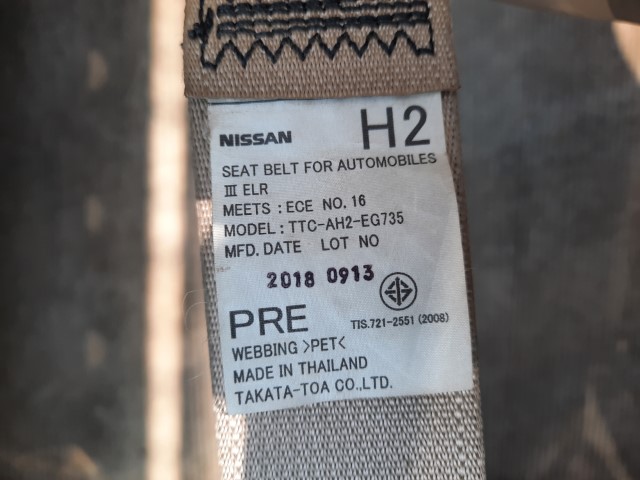 NISSAN H2
SEAT BELT FOR AUTOMOBILES
Ⅲ ELR
MEETS : ECE NO. 16
MODEL : TTC-AH2-EG735
MFD. DATE LOT NO
2018 0913
PRE
TIS.721-2551 (2008)
WEBBING >PET<
MADE IN THAILAND
TAKATA-TOA CO.,LTD.